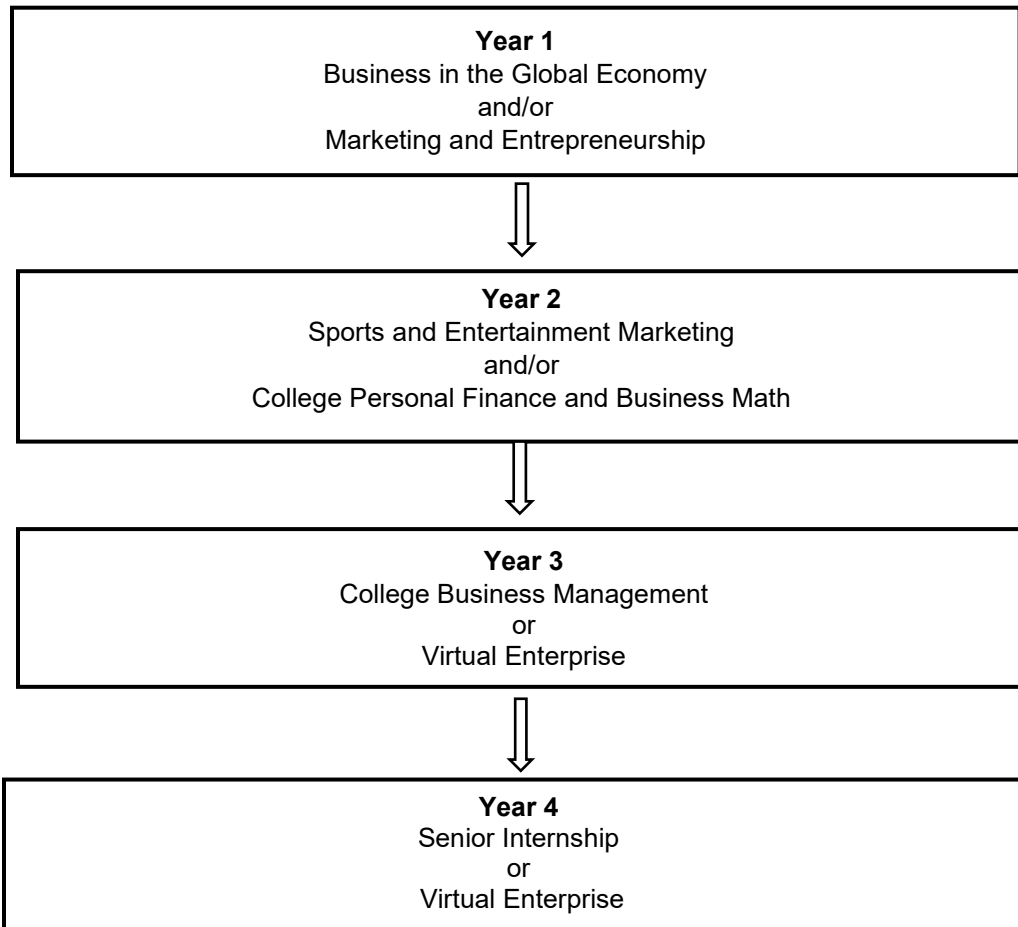 Year 1
Business in the Global Economy
and/or
Marketing and Entrepreneurship
Year 2
Sports and Entertainment Marketing
and/or
College Personal Finance and Business Math
Year 3
College Business Management
or
Virtual Enterprise
Year 4
Senior Internship
or
Virtual Enterprise